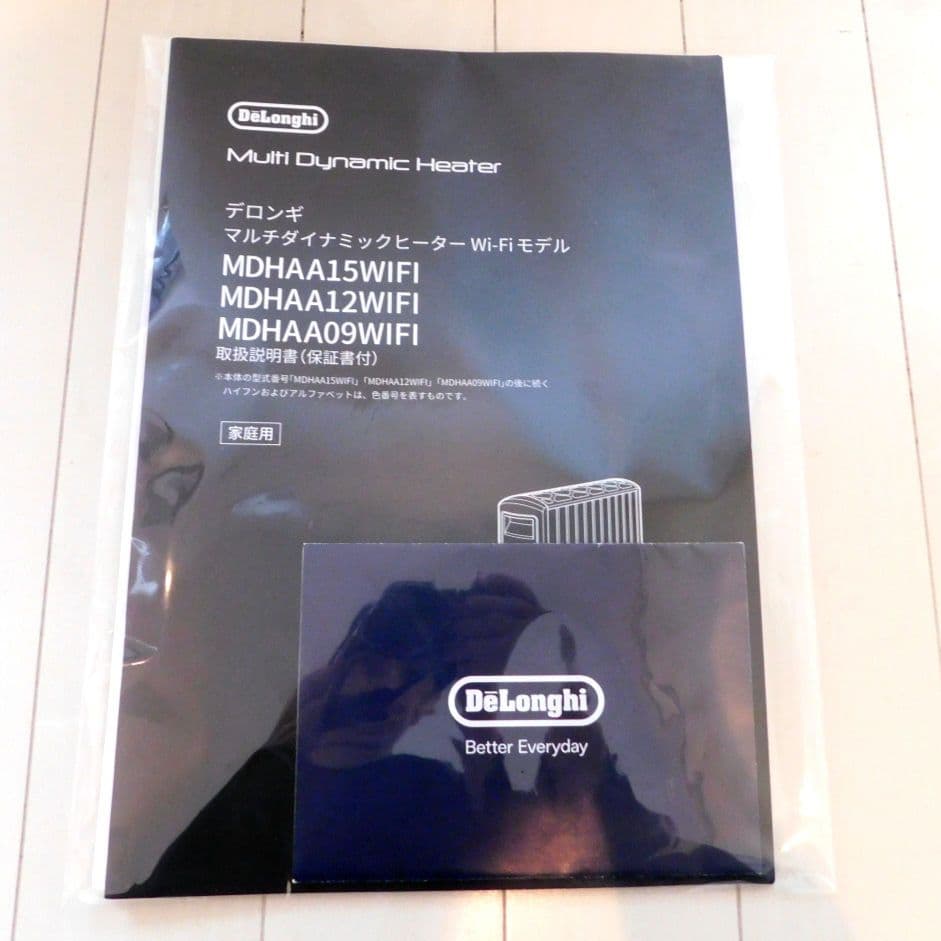 DēLonghi
Multi Dynamic Heater
デロンギ
マルチダイナミックヒーター Wi-Fi モデル
MDHAA15WIFI
MDHAA12WIFI
MDHAA09WIFI
取扱説明書(保証書付)
※本体の型式番号「MDHAA15WIFI」「MDHAA12WIFI」「MDHAA09WIFI」の後に続く
ハイフンおよびアルファベットは、色番号を表すものです。
家庭用
DēLonghi
Better Everyday